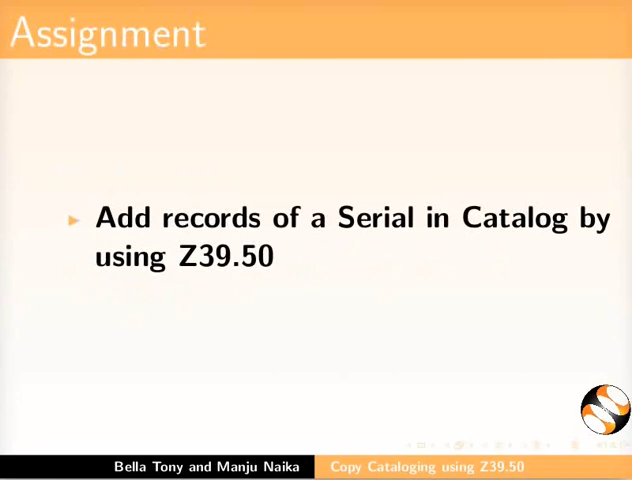 Assignment
Add records of a Serial in Catalog by
using Z39.50
Bella Tony and Manju Naika
Copy Cataloging using Z39.50